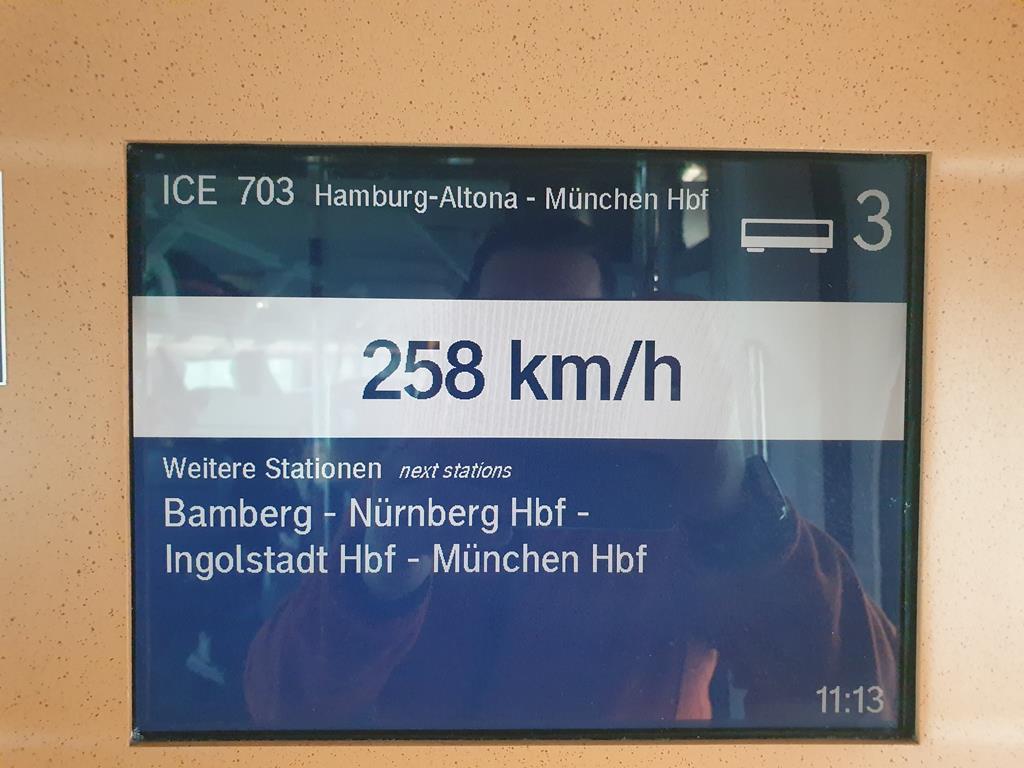 ICE 703 Hamburg-Altona - München Hbf
3
258 km/h
Weitere Stationen next stations
Bamberg - Nürnberg Hbf -
Ingolstadt Hbf - München Hbf
11:13